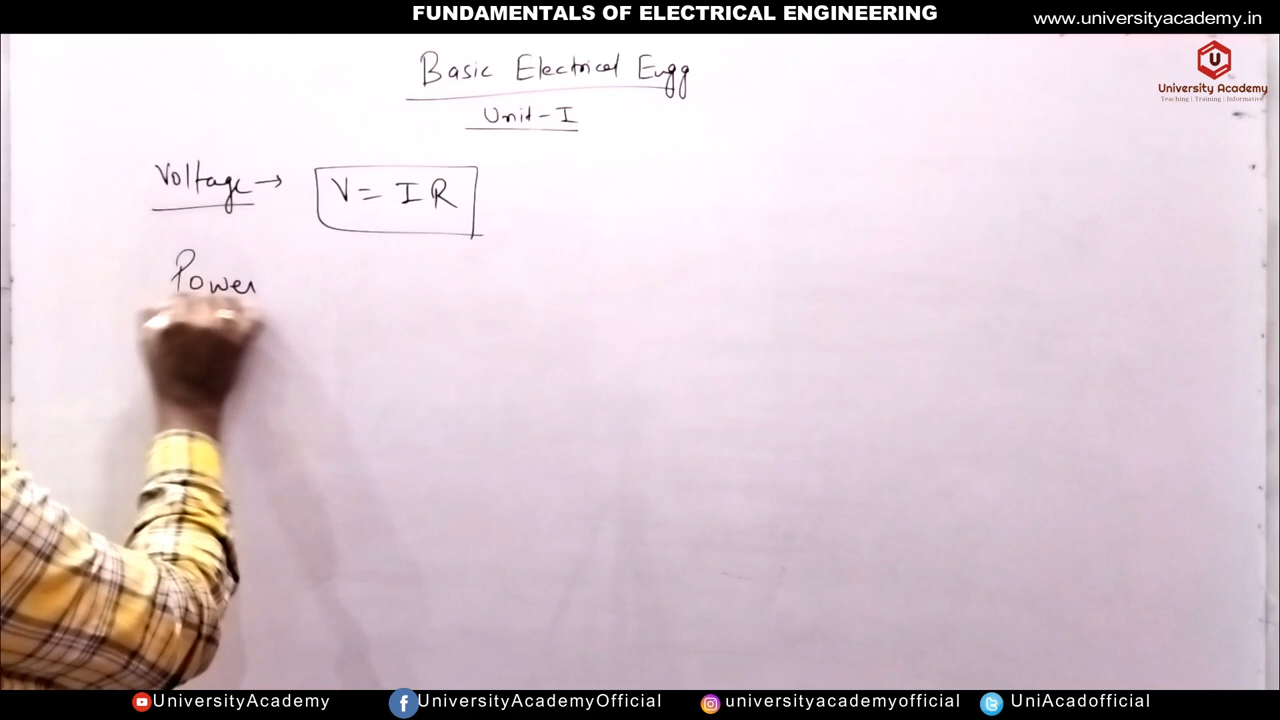 FUNDAMENTALS OF ELECTRICAL ENGINEERING
www.universityacademy.in
U
University Academy
Teaching | Training | Informative
Basic Electrical Engg
Unit - I
Voltage → V = I R
Power
UniversityAcademy
UniversityAcademyOfficial
universityacademyofficial
UniAcadofficial